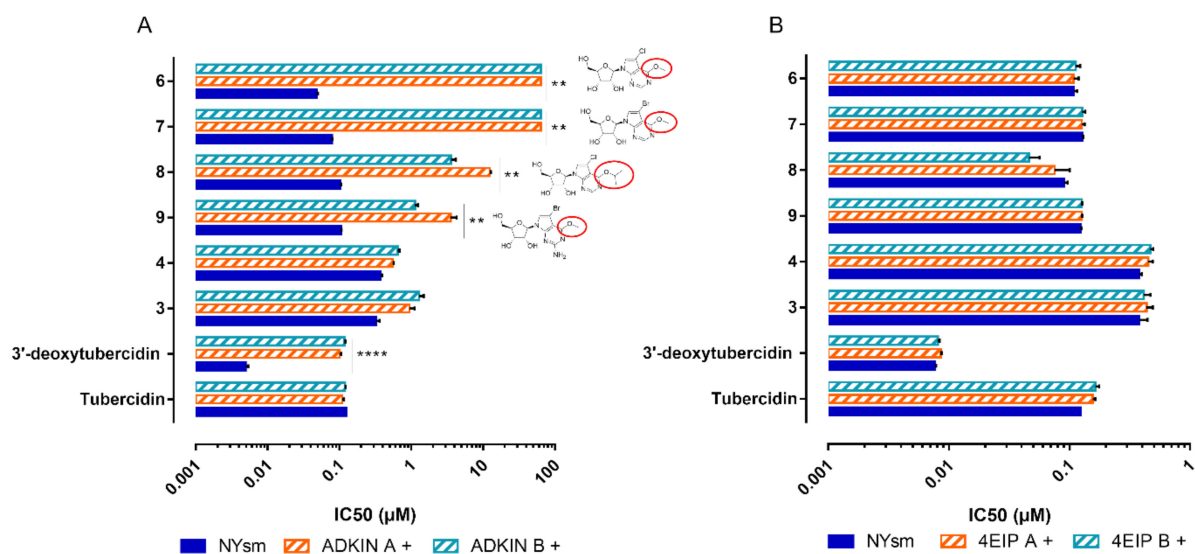 A
6
**
7
**
8
**
9
**
4
3
3'-deoxytubercidin
****
Tubercidin
0.001
0.01
0.1
1
10
100
IC50 (µM)
NYsm
ADKIN A +
ADKIN B +
B
6
7
8
9
4
3
3'-deoxytubercidin
Tubercidin
0.001
0.01
0.1
1
IC50 (µM)
NYsm
4EIP A +
4EIP B +